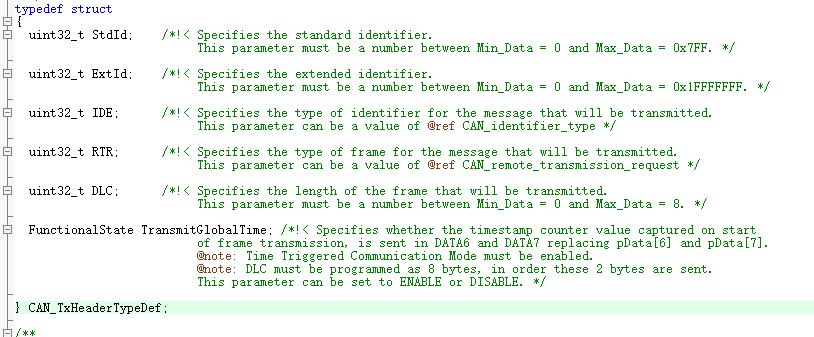 typedef struct
{
uint32_t StdId; /*!< Specifies the standard identifier.
This parameter must be a number between Min_Data = 0 and Max_Data = 0x7FF. */
uint32_t ExtId; /*!< Specifies the extended identifier.
This parameter must be a number between Min_Data = 0 and Max_Data = 0x1FFFFFFF. */
uint32_t IDE; /*!< Specifies the type of identifier for the message that will be transmitted.
This parameter can be a value of @ref CAN_identifier_type */
uint32_t RTR; /*!< Specifies the type of frame for the message that will be transmitted.
This parameter can be a value of @ref CAN_remote_transmission_request */
uint32_t DLC; /*!< Specifies the length of the frame that will be transmitted.
This parameter must be a number between Min_Data = 0 and Max_Data = 8. */
FunctionalState TransmitGlobalTime; /*!< Specifies whether the timestamp counter value captured on start
of frame transmission, is sent in DATA6 and DATA7 replacing pData[6] and pData[7].
@note: Time Triggered Communication Mode must be enabled.
@note: DLC must be programmed as 8 bytes, in order these 2 bytes are sent.
This parameter can be set to ENABLE or DISABLE. */
} CAN_TxHeaderTypeDef;
/**